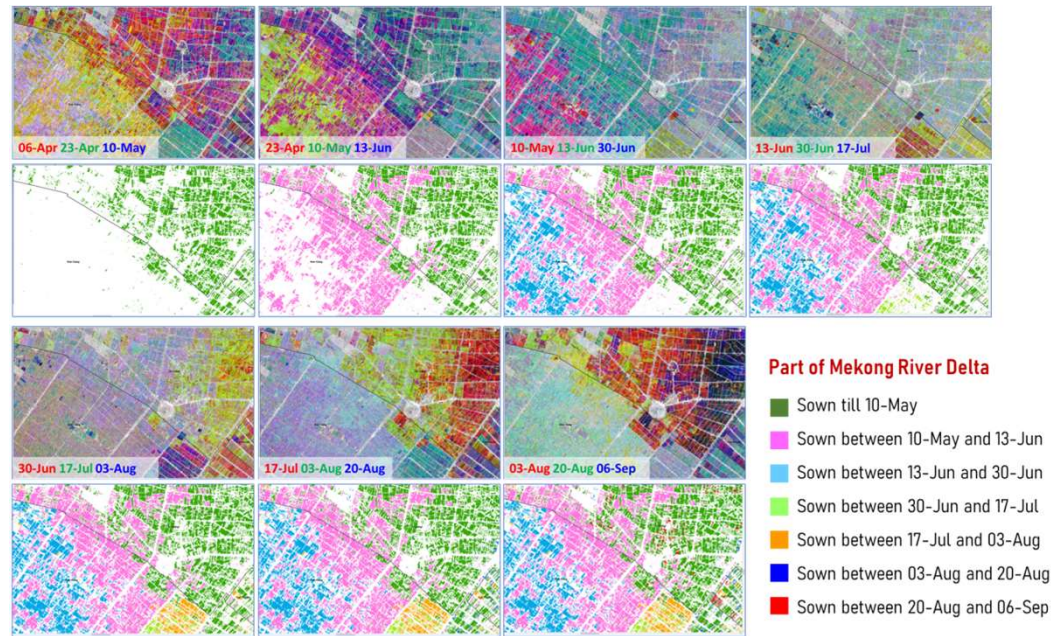 06-Apr 23-Apr 10-May
23-Apr 10-May 13-Jun
10-May 13-Jun 30-Jun
13-Jun 30-Jun 17-Jul
30-Jun 17-Jul 03-Aug
17-Jul 03-Aug 20-Aug
03-Aug 20-Aug 06-Sep
Part of Mekong River Delta
Sown till 10-May
Sown between 10-May and 13-Jun
Sown between 13-Jun and 30-Jun
Sown between 30-Jun and 17-Jul
Sown between 17-Jul and 03-Aug
Sown between 03-Aug and 20-Aug
Sown between 20-Aug and 06-Sep